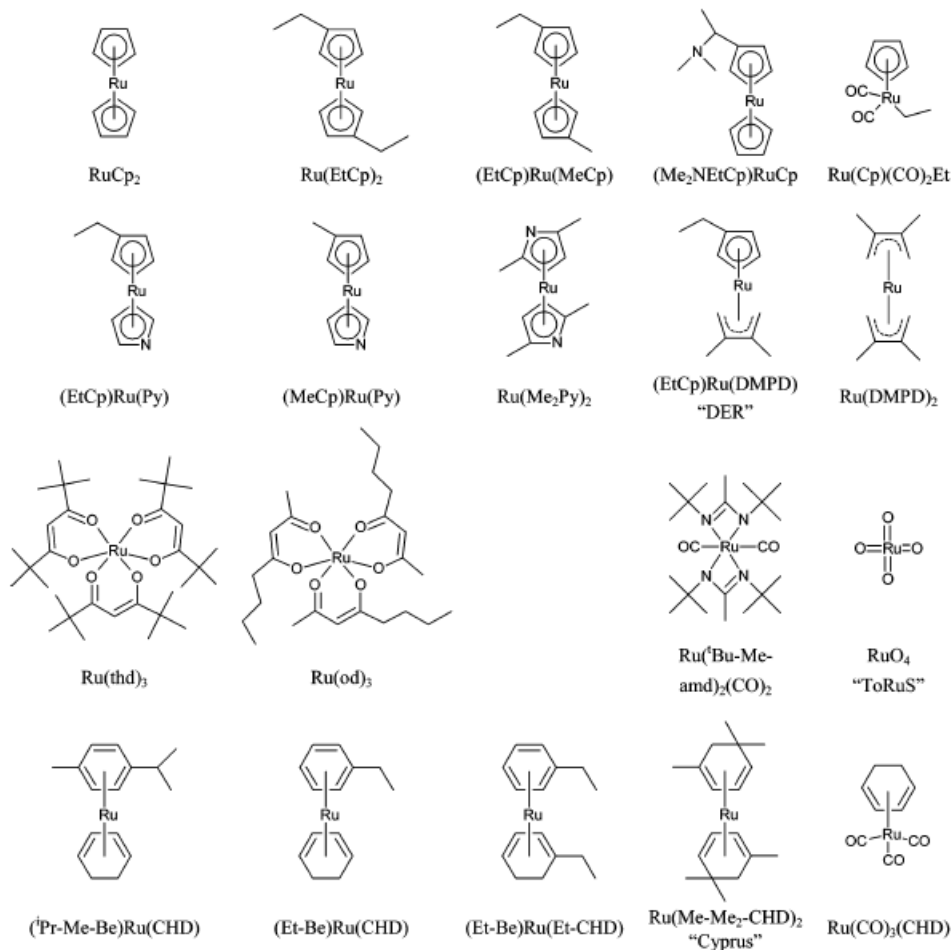 N
Ru Ru Ru Ru OC Ru
OC
RuCp₂ Ru(EtCp)₂ (EtCp)Ru(MeCp) (Me₂NEtCp)RuCp Ru(Cp)(CO)₂Et
N
Ru Ru Ru Ru Ru
N N N
(EtCp)Ru(Py) (MeCp)Ru(Py) Ru(Me₂Py)₂ (EtCp)Ru(DMPD) Ru(DMPD)₂
“DER”
O O O O N N O
O Ru O O Ru O OC Ru CO O Ru O
O O O O N N O
Ru(thd)₃ Ru(od)₃ Ru(ᵗBu-Me- RuO₄
amd)₂(CO)₂ “ToRuS”
Ru Ru Ru Ru OC Ru CO
CO
(ⁱPr-Me-Be)Ru(CHD) (Et-Be)Ru(CHD) (Et-Be)Ru(Et-CHD) Ru(Me-Me₂-CHD)₂ Ru(CO)₃(CHD)
“Cyprus”